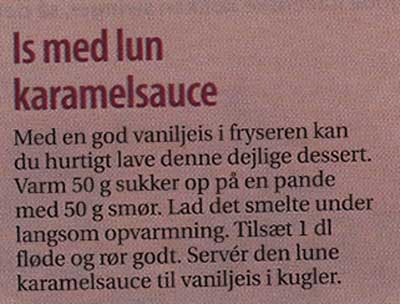 Is med lun
karamelsauce
Med en god vaniljeis i fryseren kan
du hurtigt lave denne dejlige dessert.
Varm 50 g sukker op på en pande
med 50 g smør. Lad det smelte under
langsom opvarmning. Tilsæt 1 dl
fløde og rør godt. Servér den lune
karamelsauce til vaniljeis i kugler.